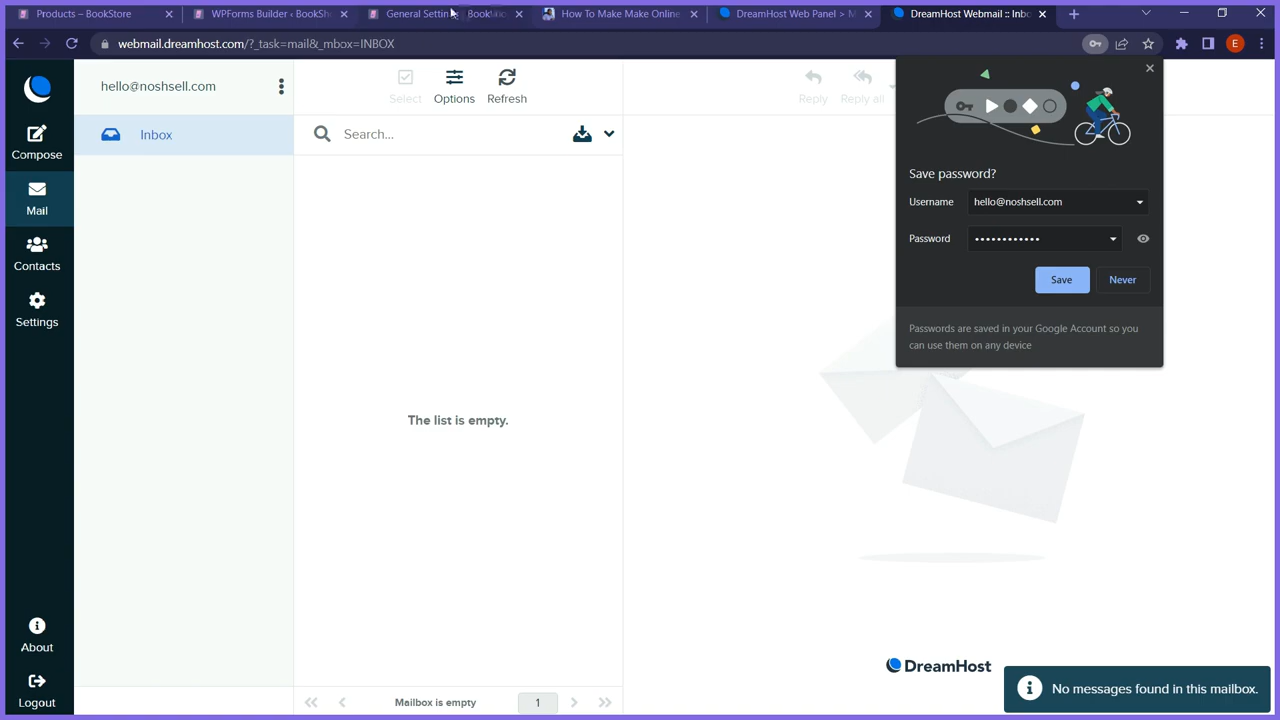 Products – BookStore
WPForms Builder ‹ BookSh
General Setting
How To Make Make Online
DreamHost Web Panel > M
DreamHost Webmail :: Inbo
webmail.dreamhost.com/?_task=mail&_mbox=INBOX
E
hello@noshsell.com
Select
Options
Refresh
Reply
Reply all
Compose
Inbox
Search...
Mail
Contacts
Settings
Save password?
Username
hello@noshsell.com
Password
••••••••••••
Save
Never
Passwords are saved in your Google Account so you
can use them on any device
The list is empty.
About
DreamHost
No messages found in this mailbox.
Logout
Mailbox is empty
1